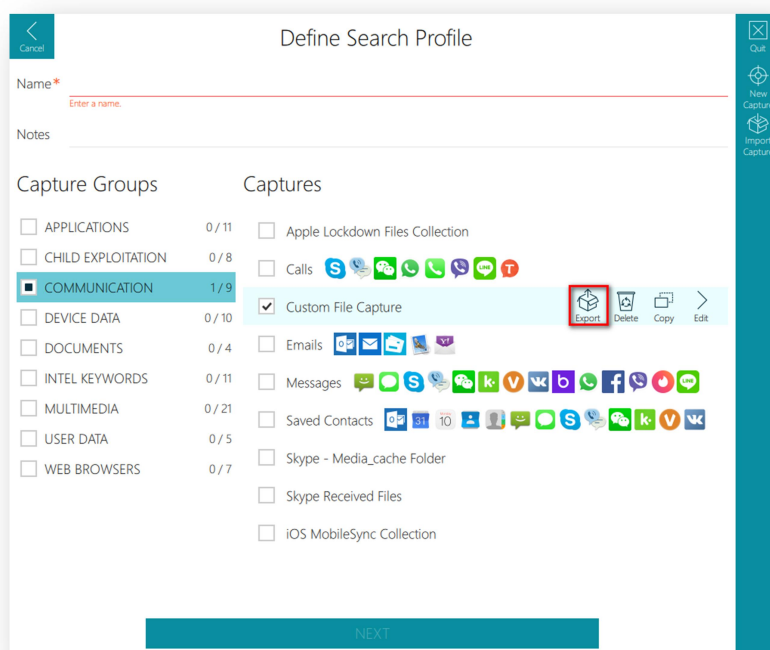 Cancel
Define Search Profile
Quit
New
Capture
Import
Capture
Name*
Enter a name.
Notes
Capture Groups
APPLICATIONS 0 / 11
CHILD EXPLOITATION 0 / 8
COMMUNICATION 1 / 9
DEVICE DATA 0 / 10
DOCUMENTS 0 / 4
INTEL KEYWORDS 0 / 11
MULTIMEDIA 0 / 21
USER DATA 0 / 5
WEB BROWSERS 0 / 7
Captures
Apple Lockdown Files Collection
Calls
Custom File Capture
Export Delete Copy Edit
Emails
Messages
Saved Contacts
Skype - Media_cache Folder
Skype Received Files
iOS MobileSync Collection
NEXT